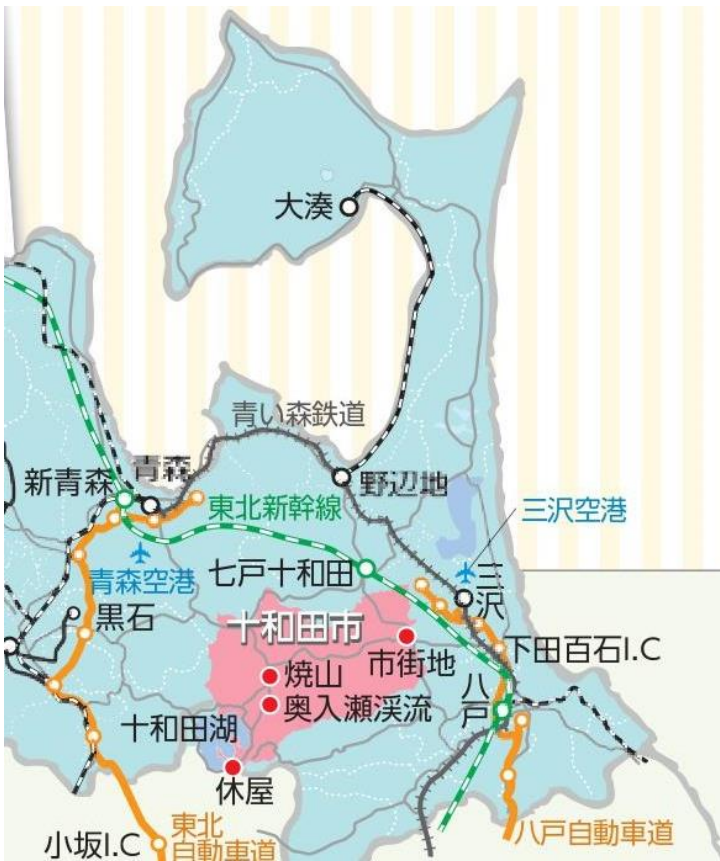 大湊
青い森鉄道
青森
新青森
野辺地
東北新幹線
三沢空港
青森空港
七戸十和田
三沢
黒石
十和田市
市街地
下田百石I.C
焼山
奥入瀬渓流
八戸
十和田湖
休屋
小坂I.C
東北
自動車道
八戸自動車道